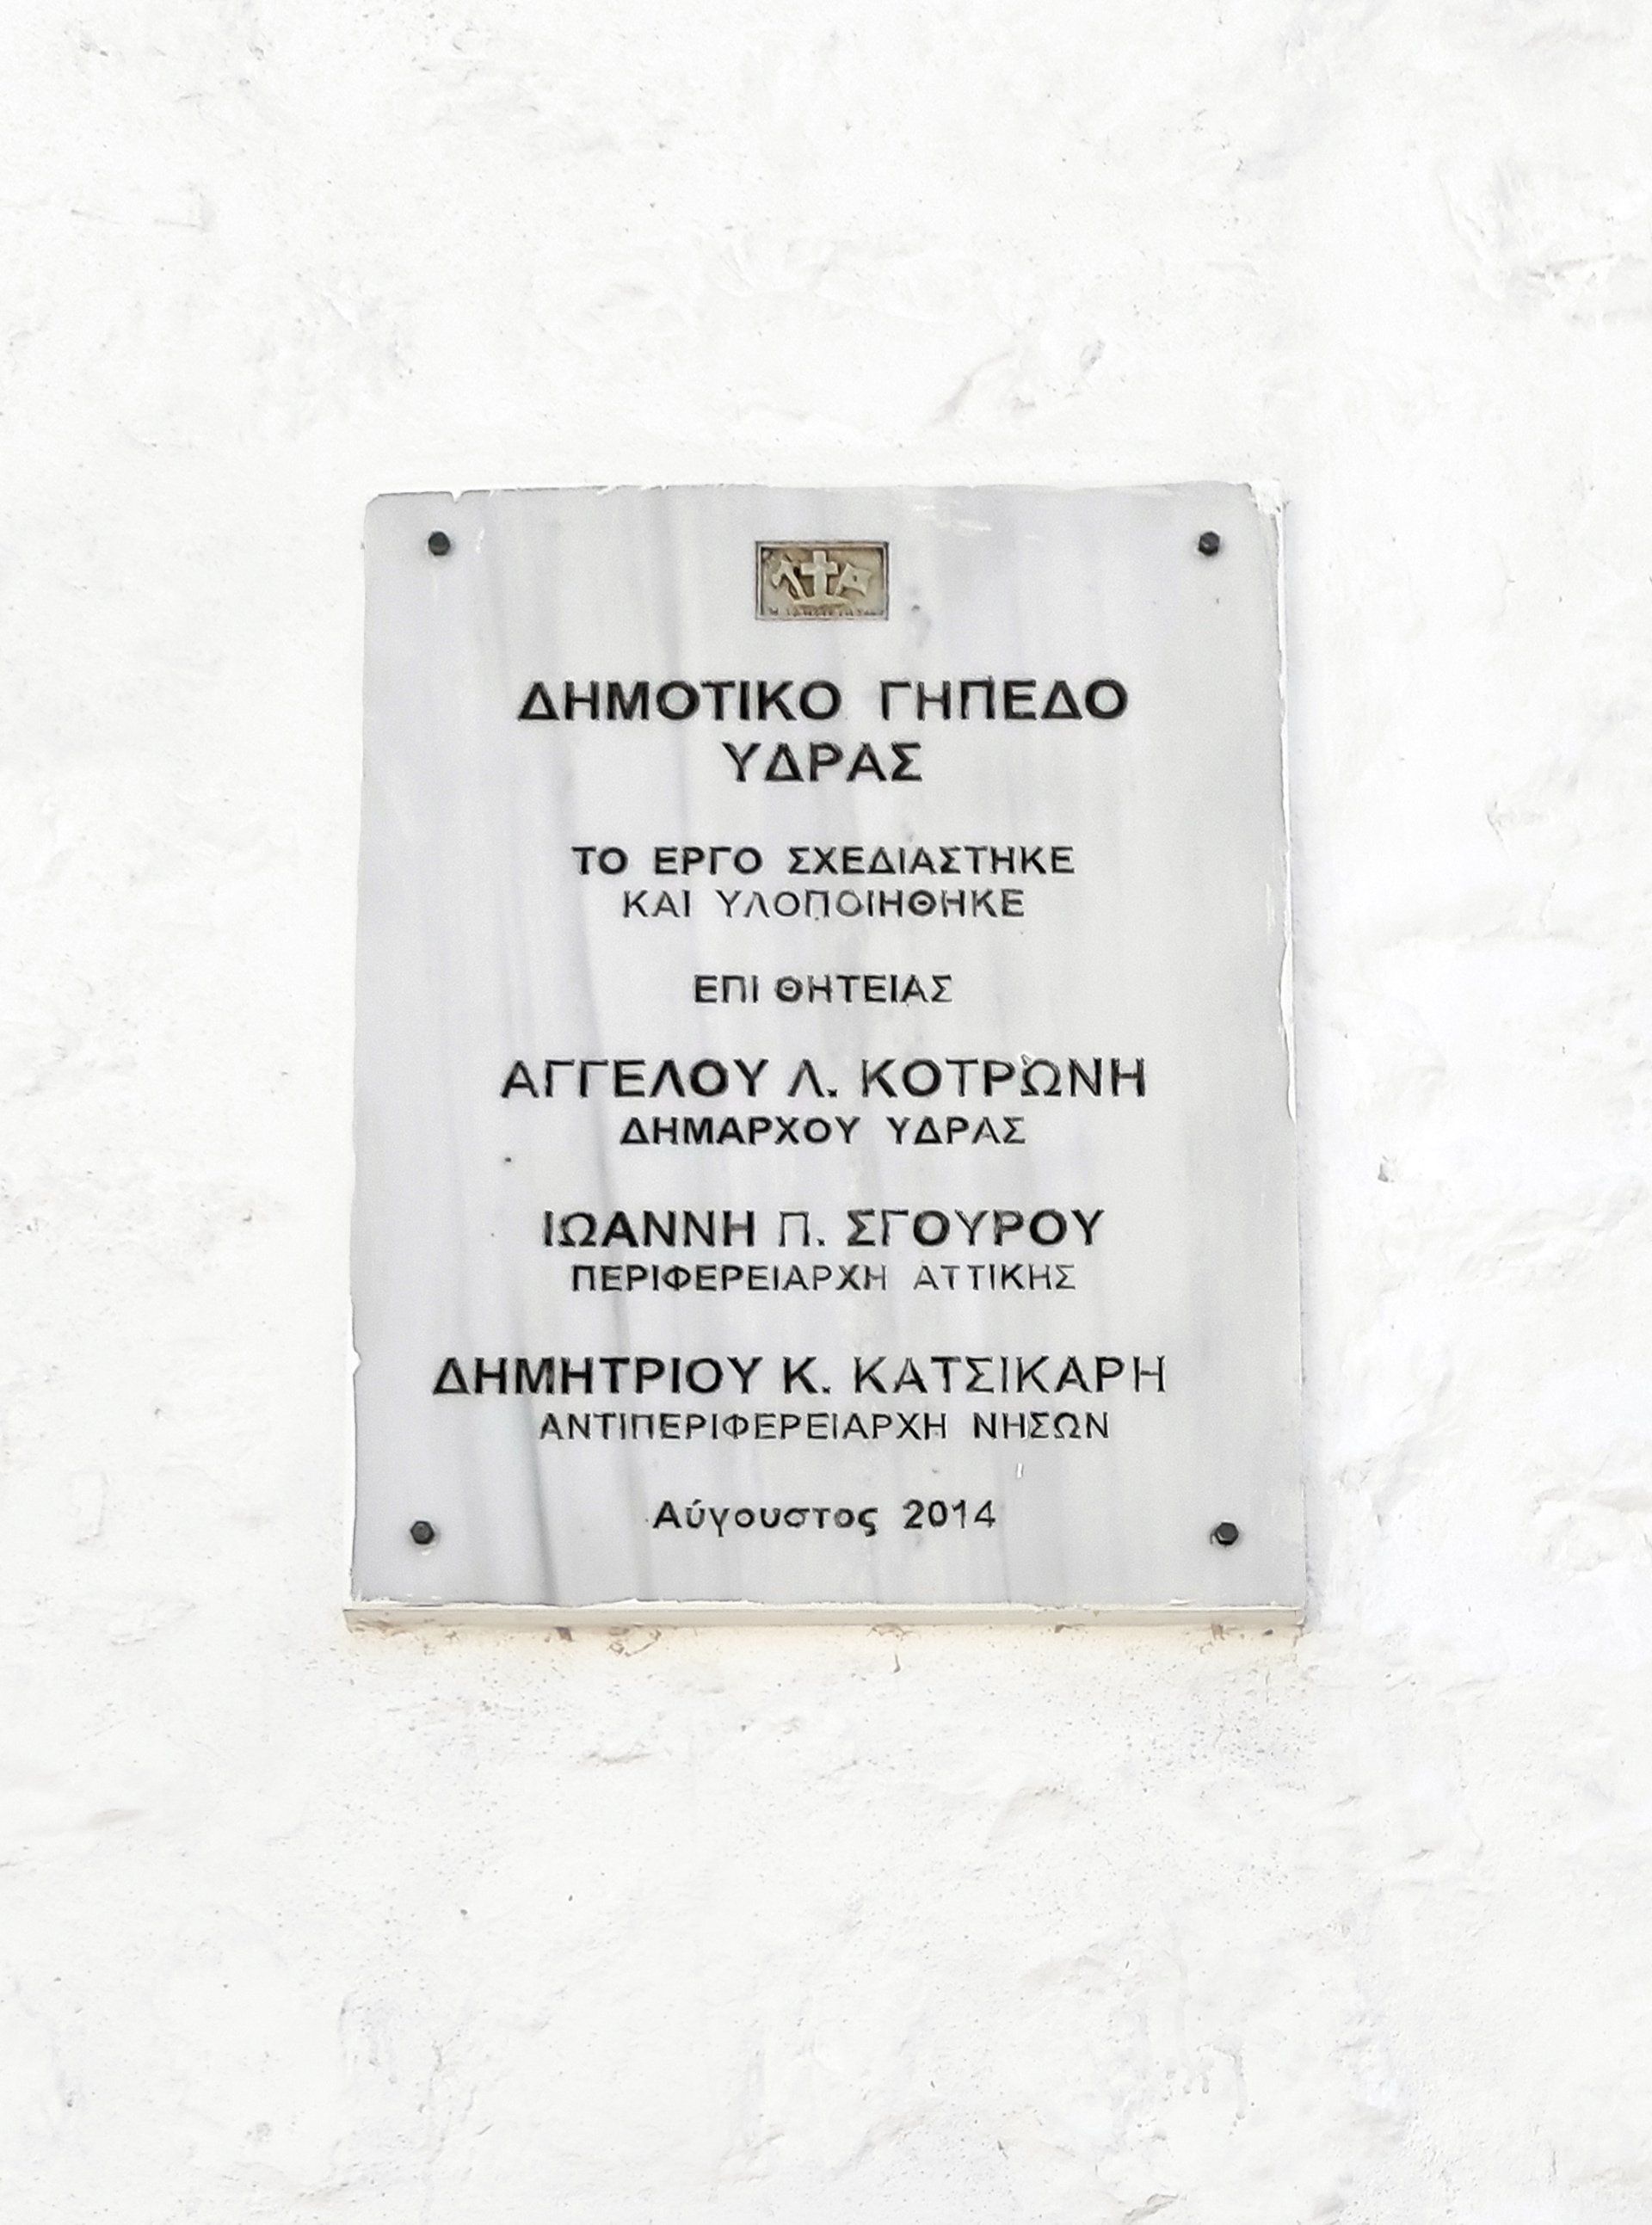 ΔΗΜΟΤΙΚΟ ΓΗΠΕΔΟ
ΥΔΡΑΣ
ΤΟ ΕΡΓΟ ΣΧΕΔΙΑΣΤΗΚΕ
ΚΑΙ ΥΛΟΠΟΙΗΘΗΚΕ
ΕΠΙ ΘΗΤΕΙΑΣ
ΑΓΓΕΛΟΥ Λ. ΚΟΤΡΩΝΗ
ΔΗΜΑΡΧΟΥ ΥΔΡΑΣ
ΙΩΑΝΝΗ Π. ΣΓΟΥΡΟΥ
ΠΕΡΙΦΕΡΕΙΑΡΧΗ ΑΤΤΙΚΗΣ
ΔΗΜΗΤΡΙΟΥ Κ. ΚΑΤΣΙΚΑΡΗ
ΑΝΤΙΠΕΡΙΦΕΡΕΙΑΡΧΗ ΝΗΣΩΝ
Αύγουστος 2014